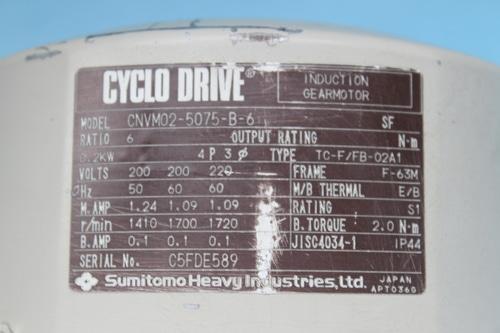 CYCLO DRIVE® INDUCTION GEARMOTOR
MODEL CNVM02-5075-B-6 SF
RATIO 6 OUTPUT RATING N·m
0.2KW 4P 3ø TYPE TC-F/FB-02A1
VOLTS 200 200 220 FRAME F-63M
Hz 50 60 60 M/B THERMAL E/B
M.AMP 1.24 1.09 1.09 RATING S1
r/min 1410 1700 1720 B.TORQUE 2.0 N·m
B.AMP 0.1 0.1 0.1 JISC4034-1 IP44
SERIAL No. C5FDE589
Sumitomo Heavy Industries,Ltd. JAPAN
AP1036G